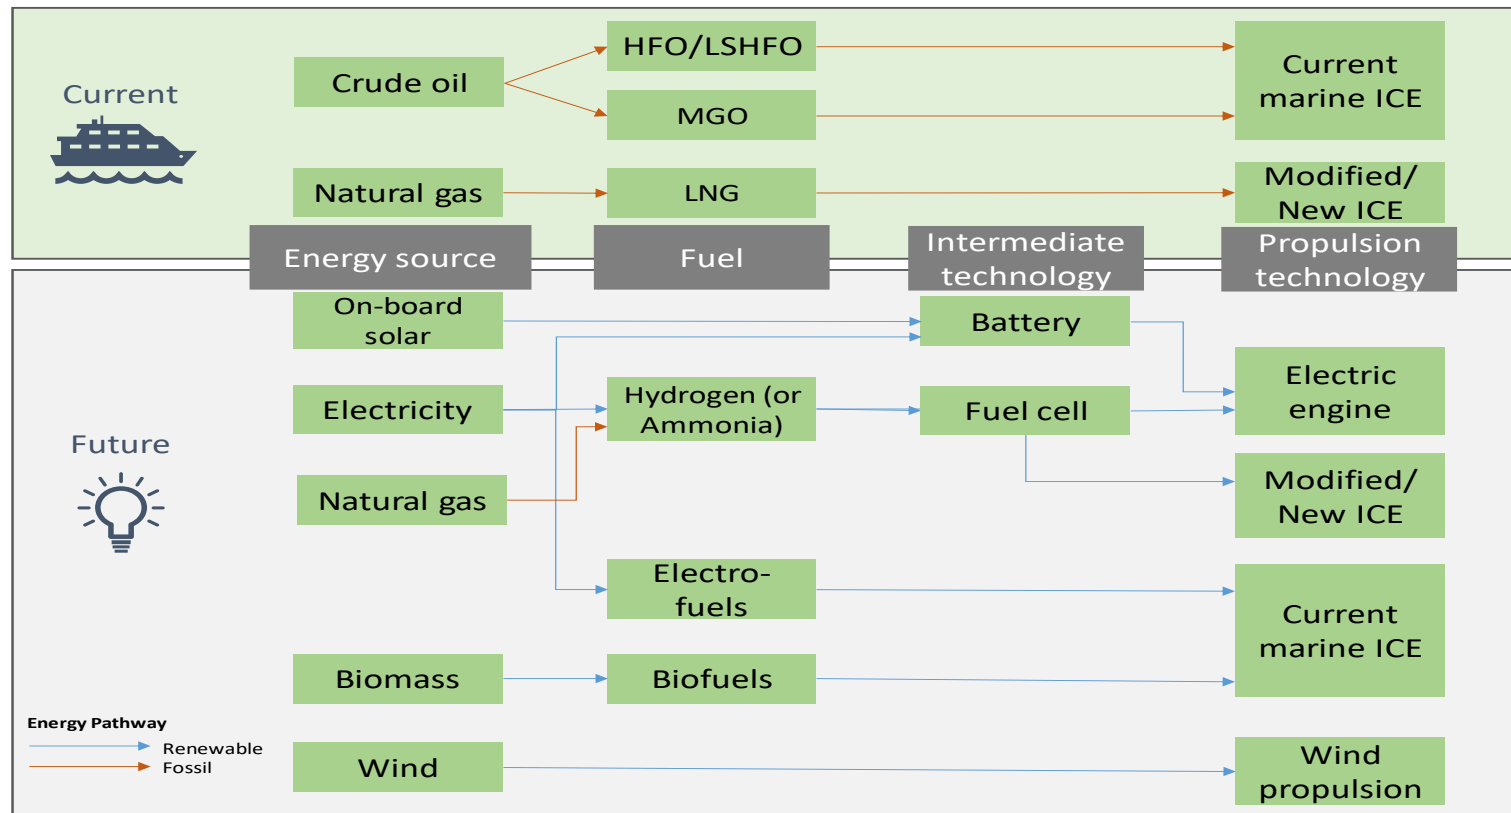 Current
Crude oil
HFO/LSHFO
MGO
Current
marine ICE
Natural gas
LNG
Modified/
New ICE
Energy source
Fuel
Intermediate
technology
Propulsion
technology
Future
On-board
solar
Battery
Electricity
Hydrogen (or
Ammonia)
Fuel cell
Electric
engine
Natural gas
Modified/
New ICE
Electro-
fuels
Current
marine ICE
Biomass
Biofuels
Wind
Wind
propulsion
Energy Pathway
Renewable
Fossil